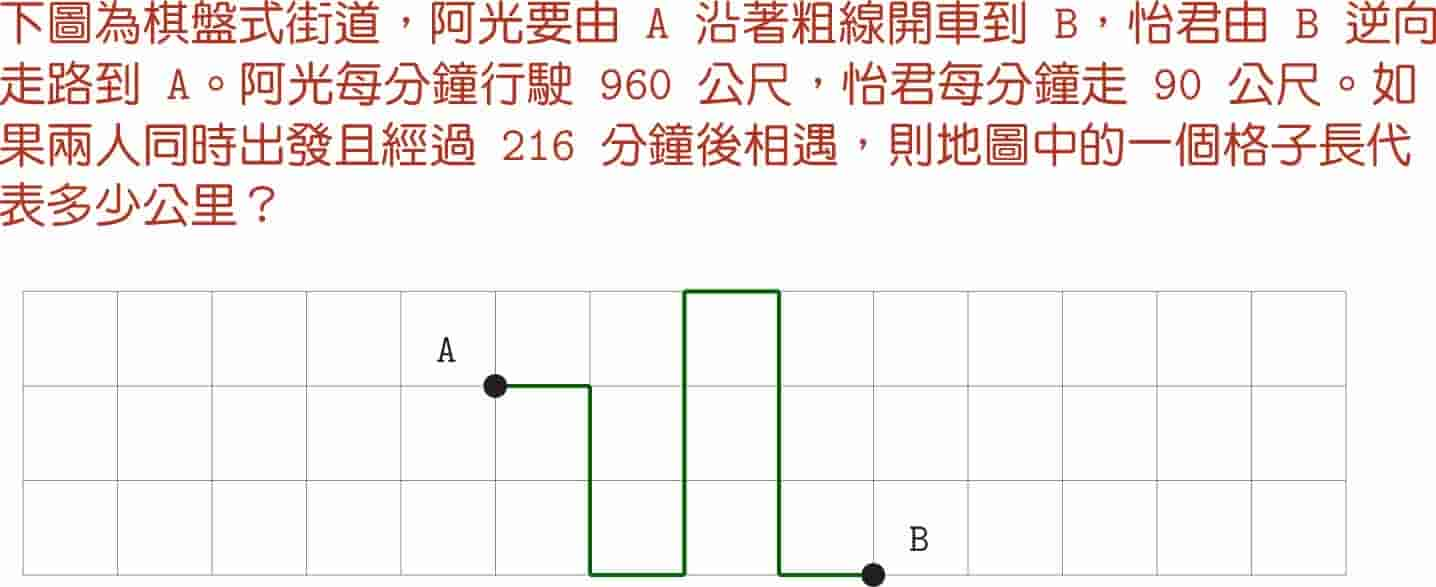 下圖為棋盤式街道，阿光要由 A 沿著粗線開車到 B，怡君由 B 逆向
走路到 A。阿光每分鐘行駛 960 公尺，怡君每分鐘走 90 公尺。如
果兩人同時出發且經過 216 分鐘後相遇，則地圖中的一個格子長代
表多少公里？
A
B